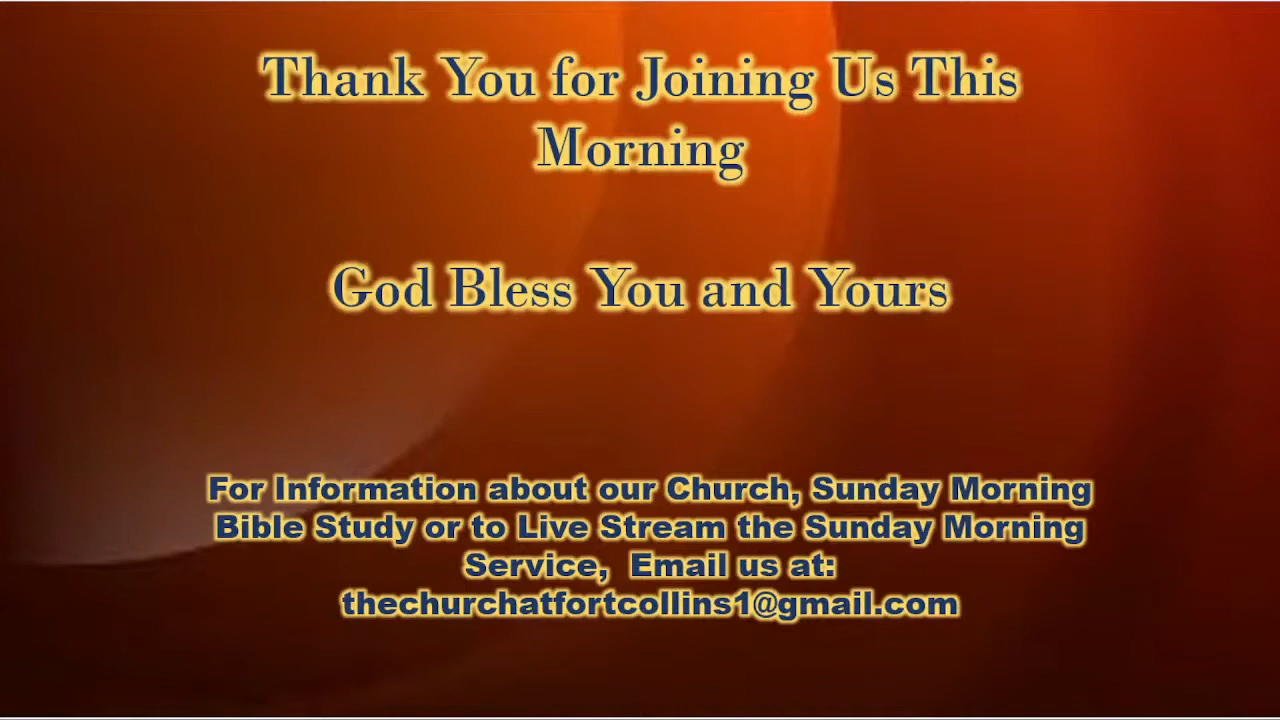 Thank You for Joining Us This
Morning
God Bless You and Yours
For Information about our Church, Sunday Morning
Bible Study or to Live Stream the Sunday Morning
Service,  Email us at:
thechurchatfortcollins1@gmail.com